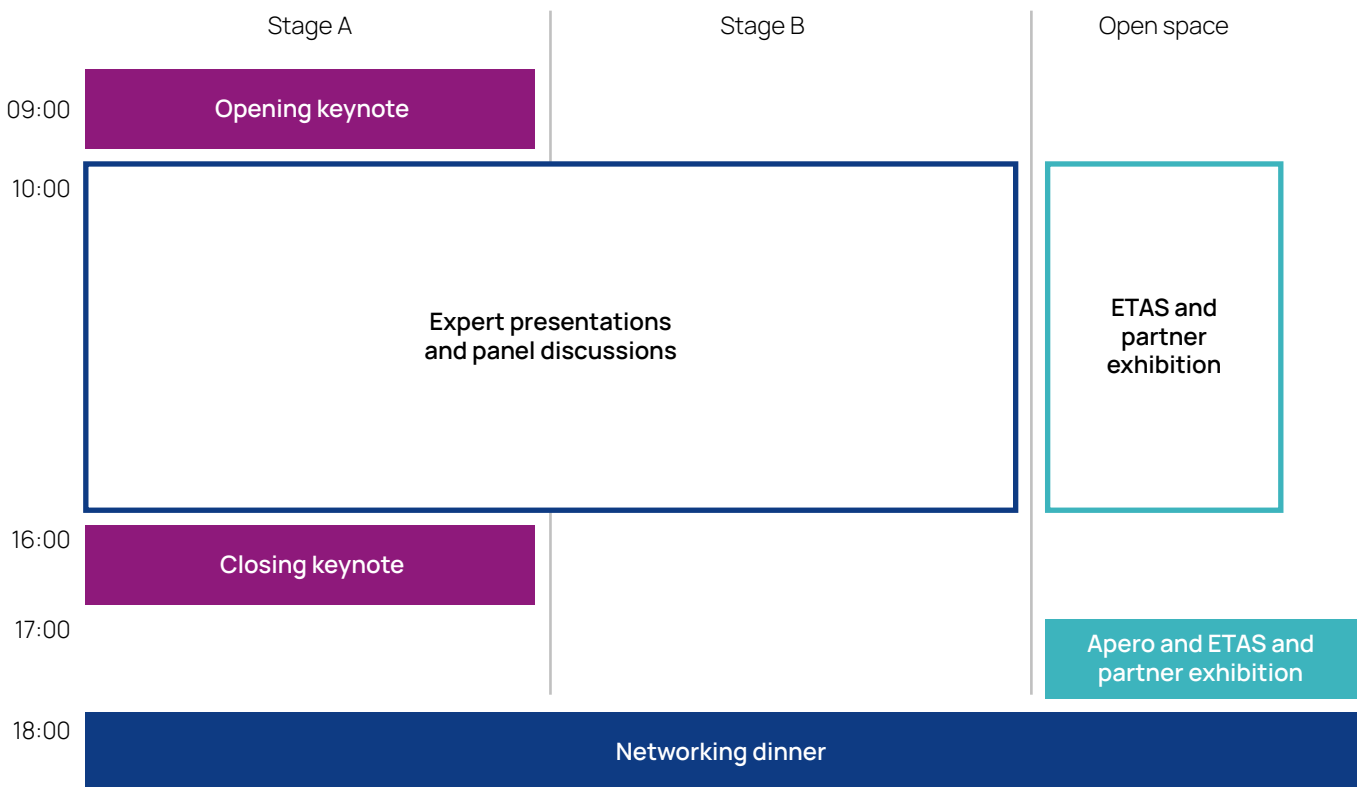 Stage A
Stage B
Open space
09:00
Opening keynote
10:00
Expert presentations
and panel discussions
ETAS and
partner
exhibition
16:00
Closing keynote
17:00
Apero and ETAS and
partner exhibition
18:00
Networking dinner